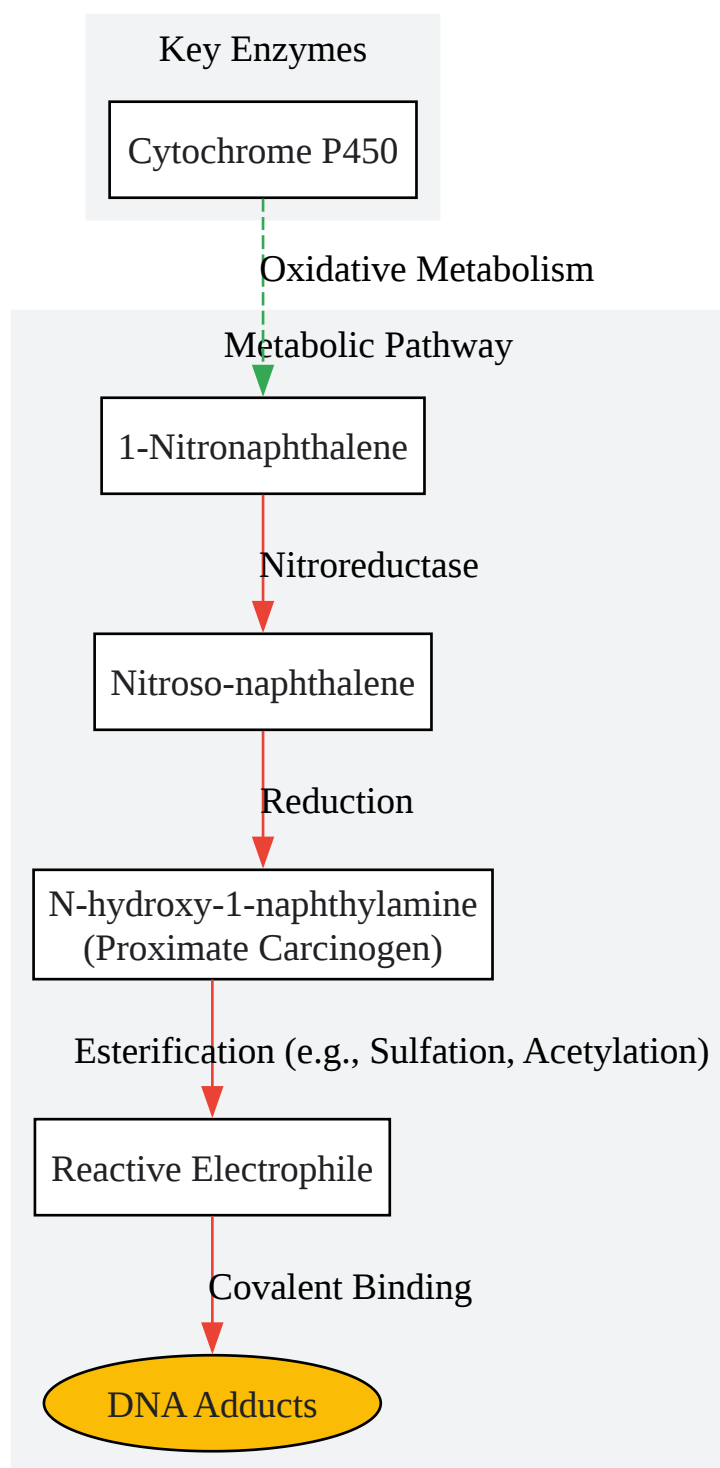 Key Enzymes
Cytochrome P450
Oxidative Metabolism
Metabolic Pathway
1-Nitronaphthalene
Nitroreductase
Nitroso-naphthalene
Reduction
N-hydroxy-1-naphthylamine
(Proximate Carcinogen)
Esterification (e.g., Sulfation, Acetylation)
Reactive Electrophile
Covalent Binding
DNA Adducts